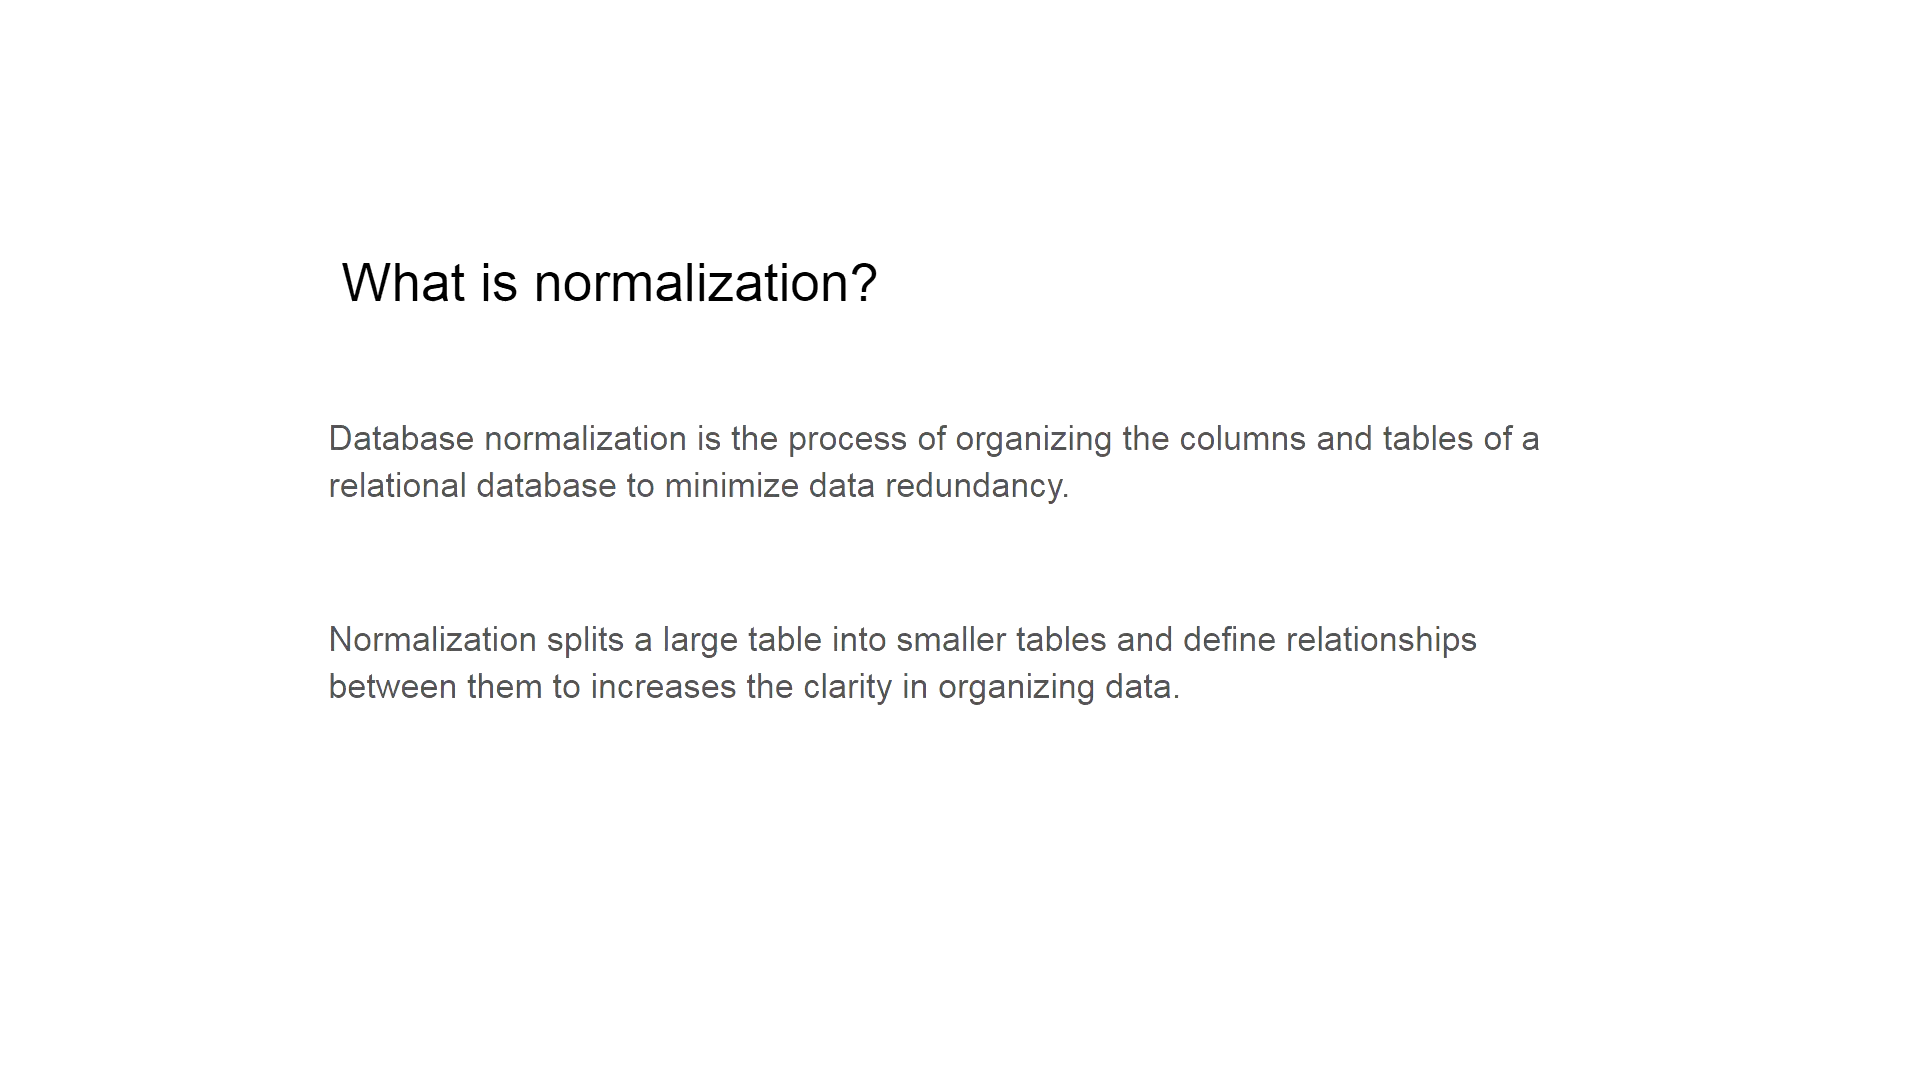 What is normalization?
Database normalization is the process of organizing the columns and tables of a
relational database to minimize data redundancy.
Normalization splits a large table into smaller tables and define relationships
between them to increases the clarity in organizing data.